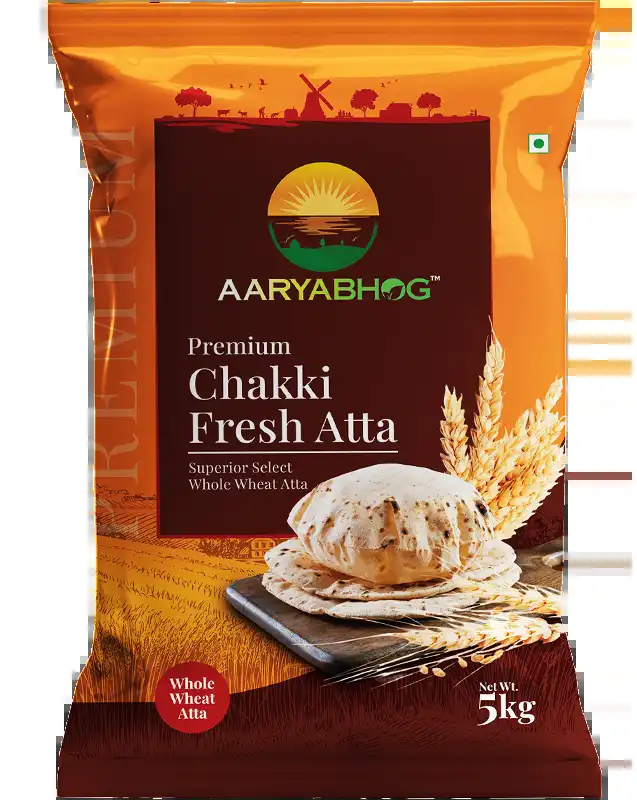 PREMIUM
AARYABHOG™
Premium
Chakki
Fresh Atta
Superior Select
Whole Wheat Atta
Whole
Wheat
Atta
Net Wt.
5kg